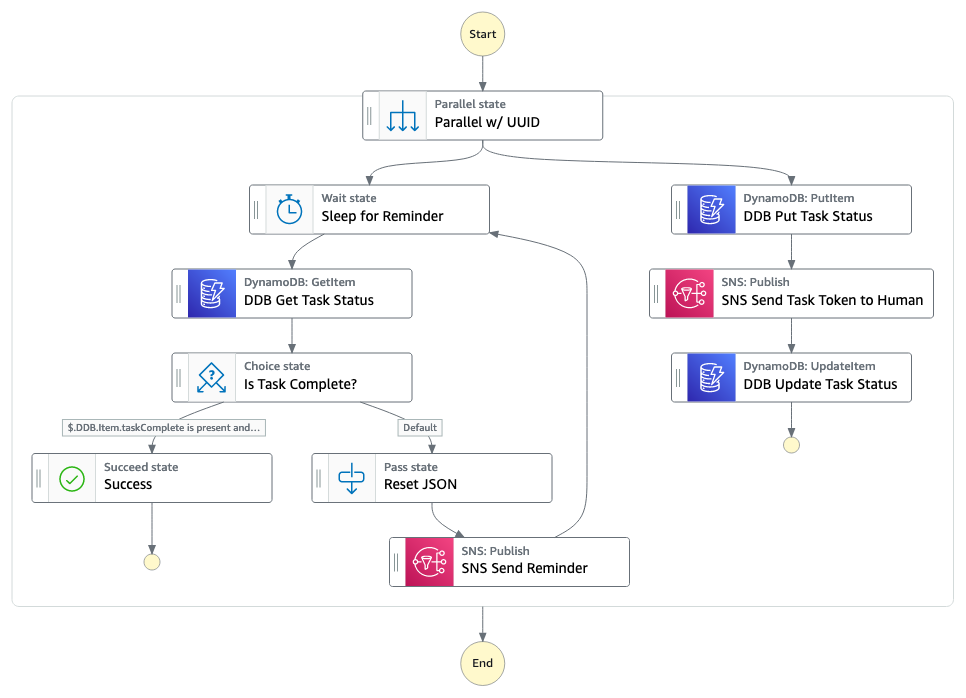 Start
Parallel state
Parallel w/ UUID
Wait state
Sleep for Reminder
DynamoDB: PutItem
DDB Put Task Status
DynamoDB: GetItem
DDB Get Task Status
SNS: Publish
SNS Send Task Token to Human
Choice state
Is Task Complete?
DynamoDB: UpdateItem
DDB Update Task Status
$.DDB.Item.taskComplete is present and...
Default
Succeed state
Success
Pass state
Reset JSON
SNS: Publish
SNS Send Reminder
End